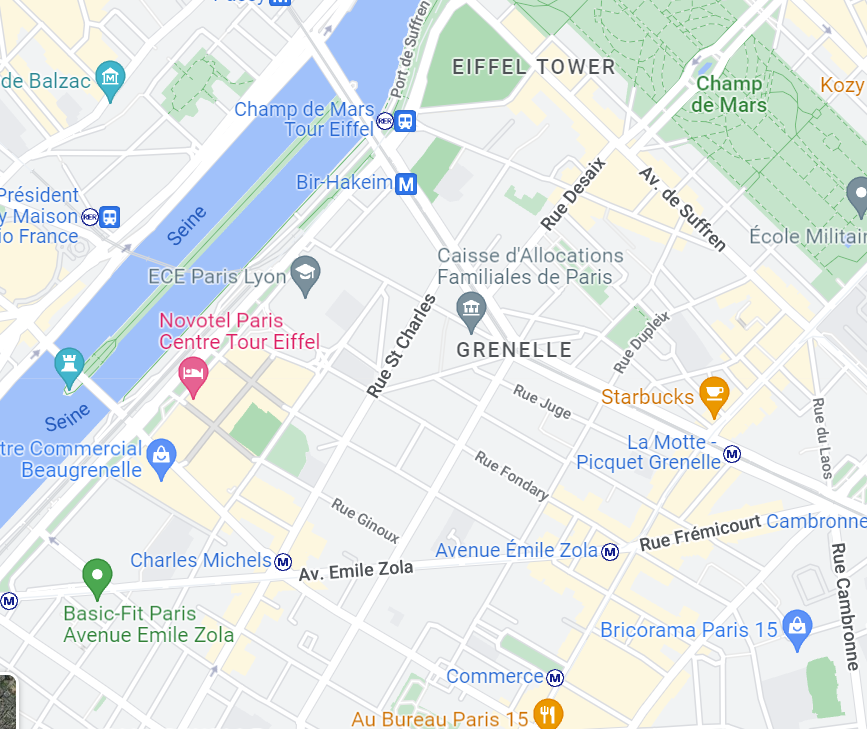 Port de Suffren
EIFFEL TOWER
de Balzac
Champ
de Mars
Kozy
Champ de Mars
Tour Eiffel
RER
Bir-Hakeim
M
Rue Desaix
Av. de Suffren
Président
y Maison
io France
RER
Seine
École Militair
ECE Paris Lyon
Caisse d'Allocations
Familiales de Paris
Novotel Paris
Centre Tour Eiffel
Rue St Charles
GRENELLE
Rue Dupleix
Starbucks
Rue Juge
Rue du Laos
Seine
tre Commercial
Beaugrenelle
La Motte -
Picquet Grenelle
M
Rue Fondary
Rue Ginoux
Rue Frémicourt
Cambronne
Charles Michels
M
Av. Emile Zola
Avenue Émile Zola
M
Rue Cambronne
M
Basic-Fit Paris
Avenue Emile Zola
Bricorama Paris 15
Commerce
M
Au Bureau Paris 15